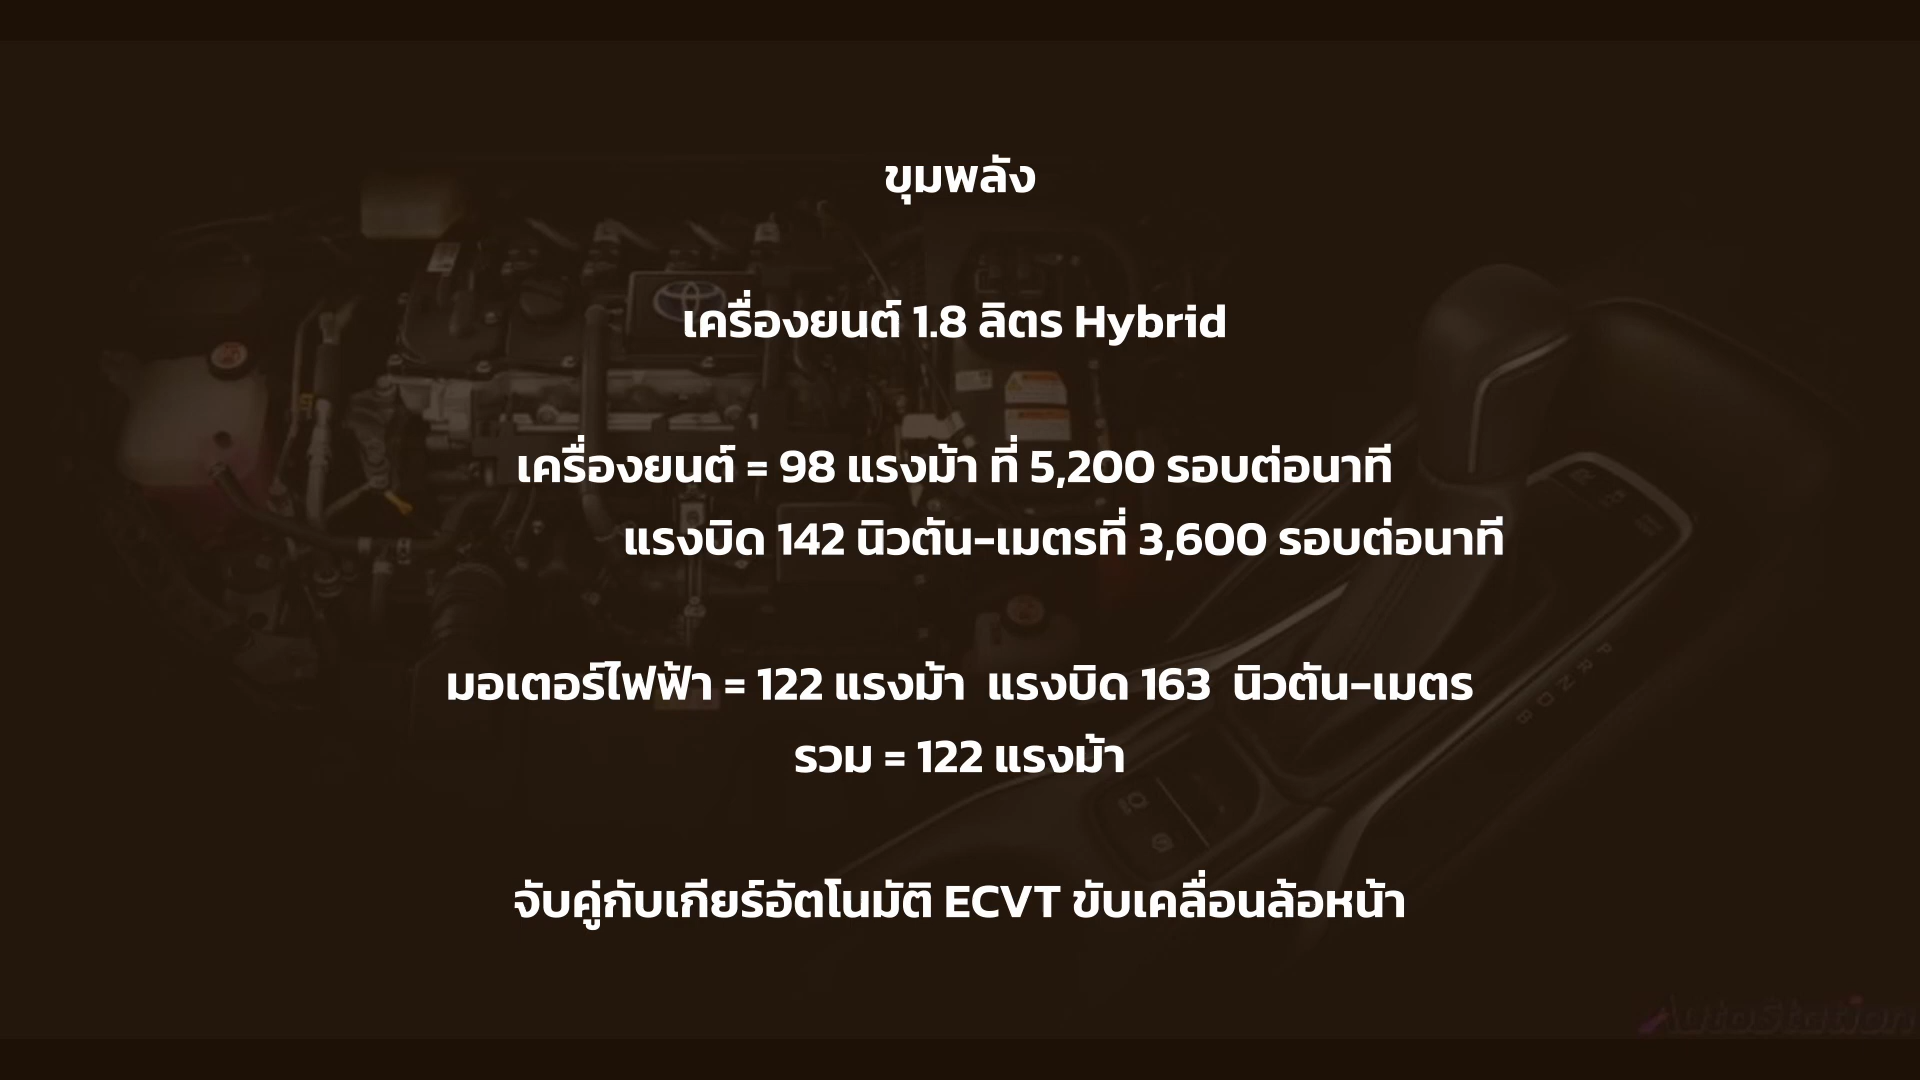 ขุมพลัง
เครื่องยนต์ 1.8 ลิตร Hybrid
เครื่องยนต์ = 98 แรงม้า ที่ 5,200 รอบต่อนาที
แรงบิด 142 นิวตัน-เมตรที่ 3,600 รอบต่อนาที
มอเตอร์ไฟฟ้า = 122 แรงม้า  แรงบิด 163  นิวตัน-เมตร
รวม = 122 แรงม้า
จับคู่กับเกียร์อัตโนมัติ ECVT ขับเคลื่อนล้อหน้า
P
R
N
D
B
AutoStation